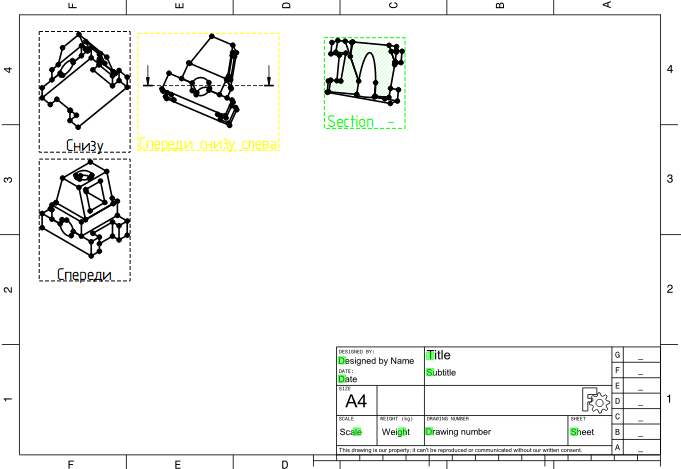 F E D C B A
4 4
Снизу
Спереди снизу слева
Section -
3 3
Спереди
2 2
1 1
DESIGNED BY:
Designed by Name
DATE:
Date
SIZE
A4
Title
Subtitle
SCALE
Scale
WEIGHT (kg)
Weight
DRAWING NUMBER
Drawing number
SHEET
Sheet
G _
F _
E _
D _
C _
B _
A _
This drawing is our property; it can't be reproduced or communicated without our written consent.
F E D